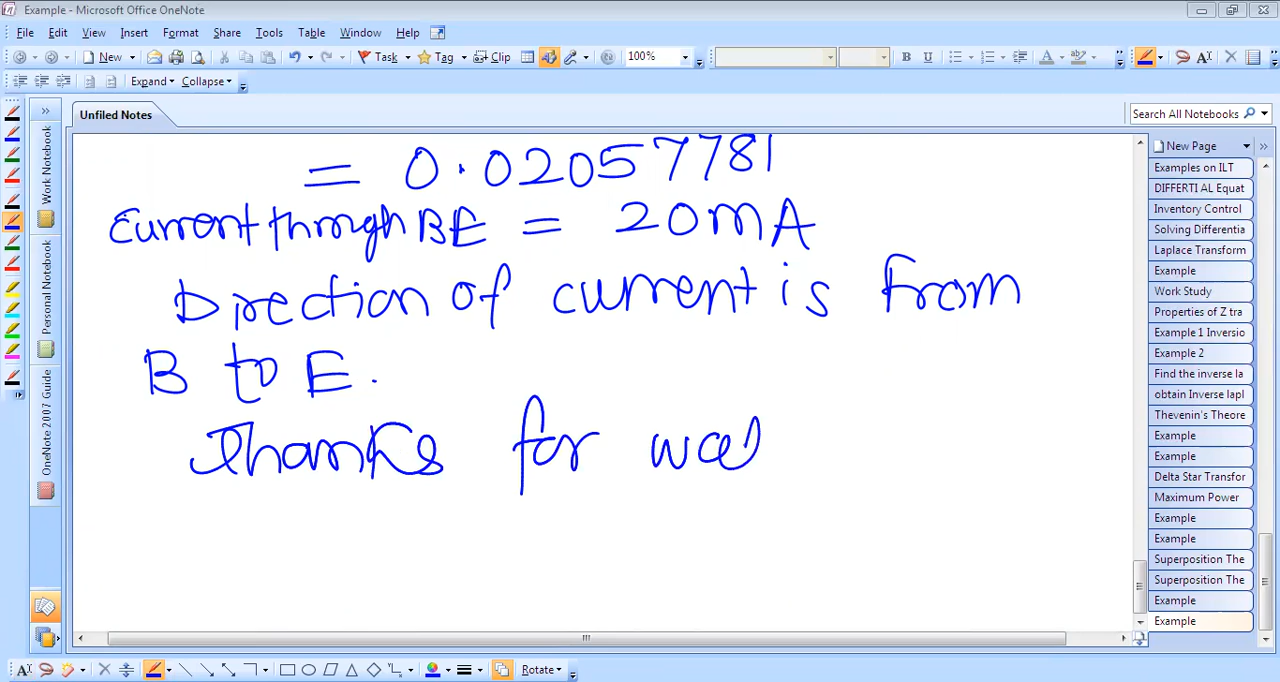 Example - Microsoft Office OneNote
File Edit View Insert Format Share Tools Table Window Help
New Task Tag Clip 100% B U
Expand Collapse
Unfiled Notes
Search All Notebooks
New Page
Work Notebook
Personal Notebook
OneNote 2007 Guide
= 0.02057781
Current through BE = 20mA
Direction of current is from
B to E.
Thanks for wa
Examples on ILT
DIFFERTI AL Equat
Inventory Control
Solving Differentia
Laplace Transform
Example
Work Study
Properties of Z tra
Example 1 Inversio
Example 2
Find the inverse la
obtain Inverse lapl
Thevenin's Theore
Example
Example
Delta Star Transfor
Maximum Power
Example
Example
Superposition The
Superposition The
Example
Example
Rotate